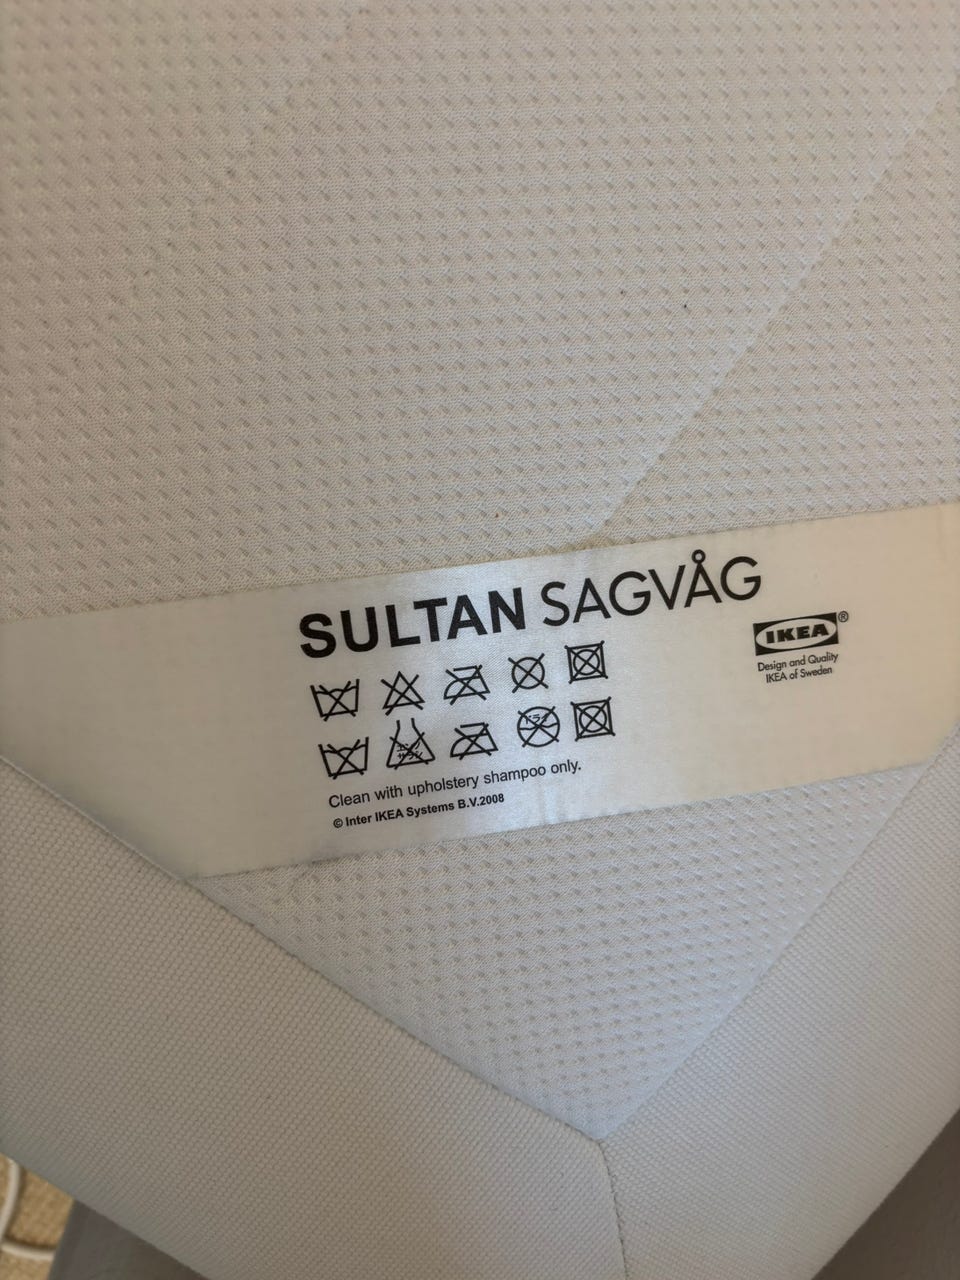 SULTAN SAGVÅG
IKEA®
Design and Quality
IKEA of Sweden
Clean with upholstery shampoo only.
© Inter IKEA Systems B.V.2008